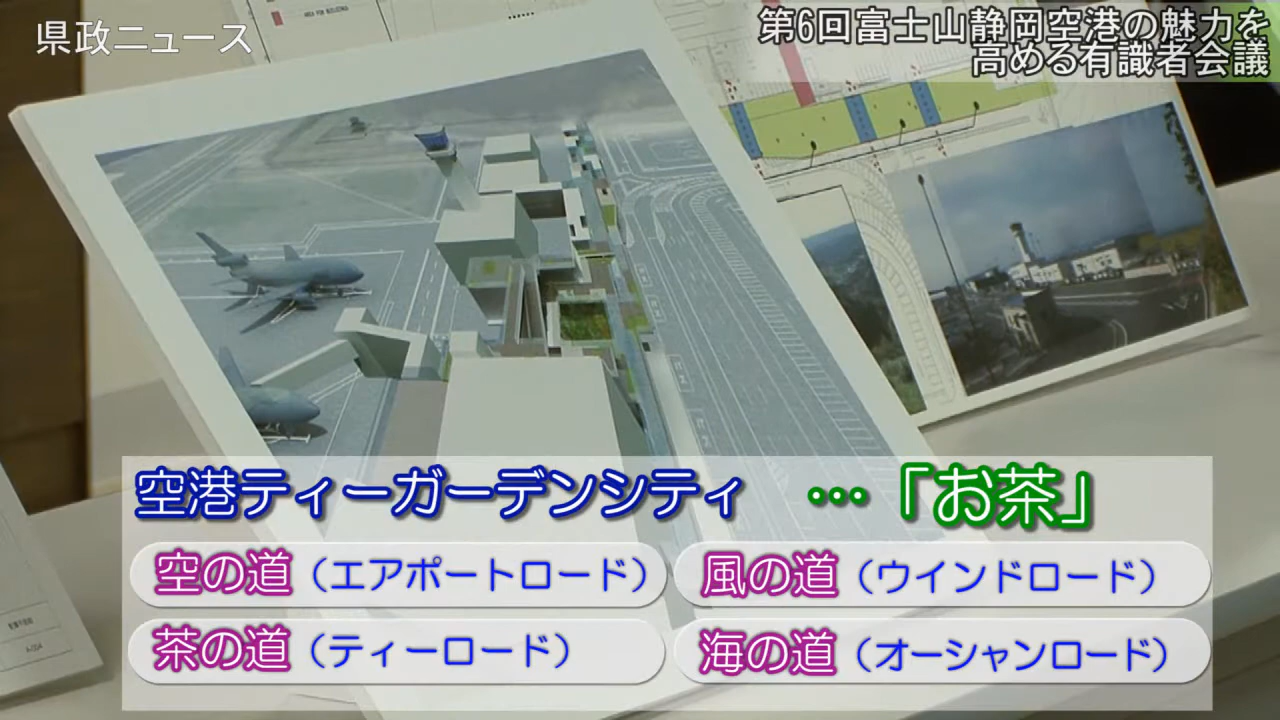 県政ニュース
第6回富士山静岡空港の魅力を
高める有識者会議
空港ティーガーデンシティ …「お茶」
空の道（エアポートロード）
風の道（ウインドロード）
茶の道（ティーロード）
海の道（オーシャンロード）